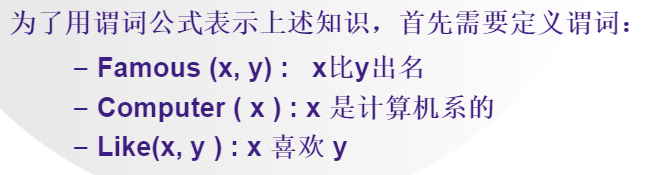 为了用谓词公式表示上述知识，首先需要定义谓词：
– Famous (x, y) : x比y出名
– Computer ( x ) : x 是计算机系的
– Like(x, y ) : x 喜欢 y